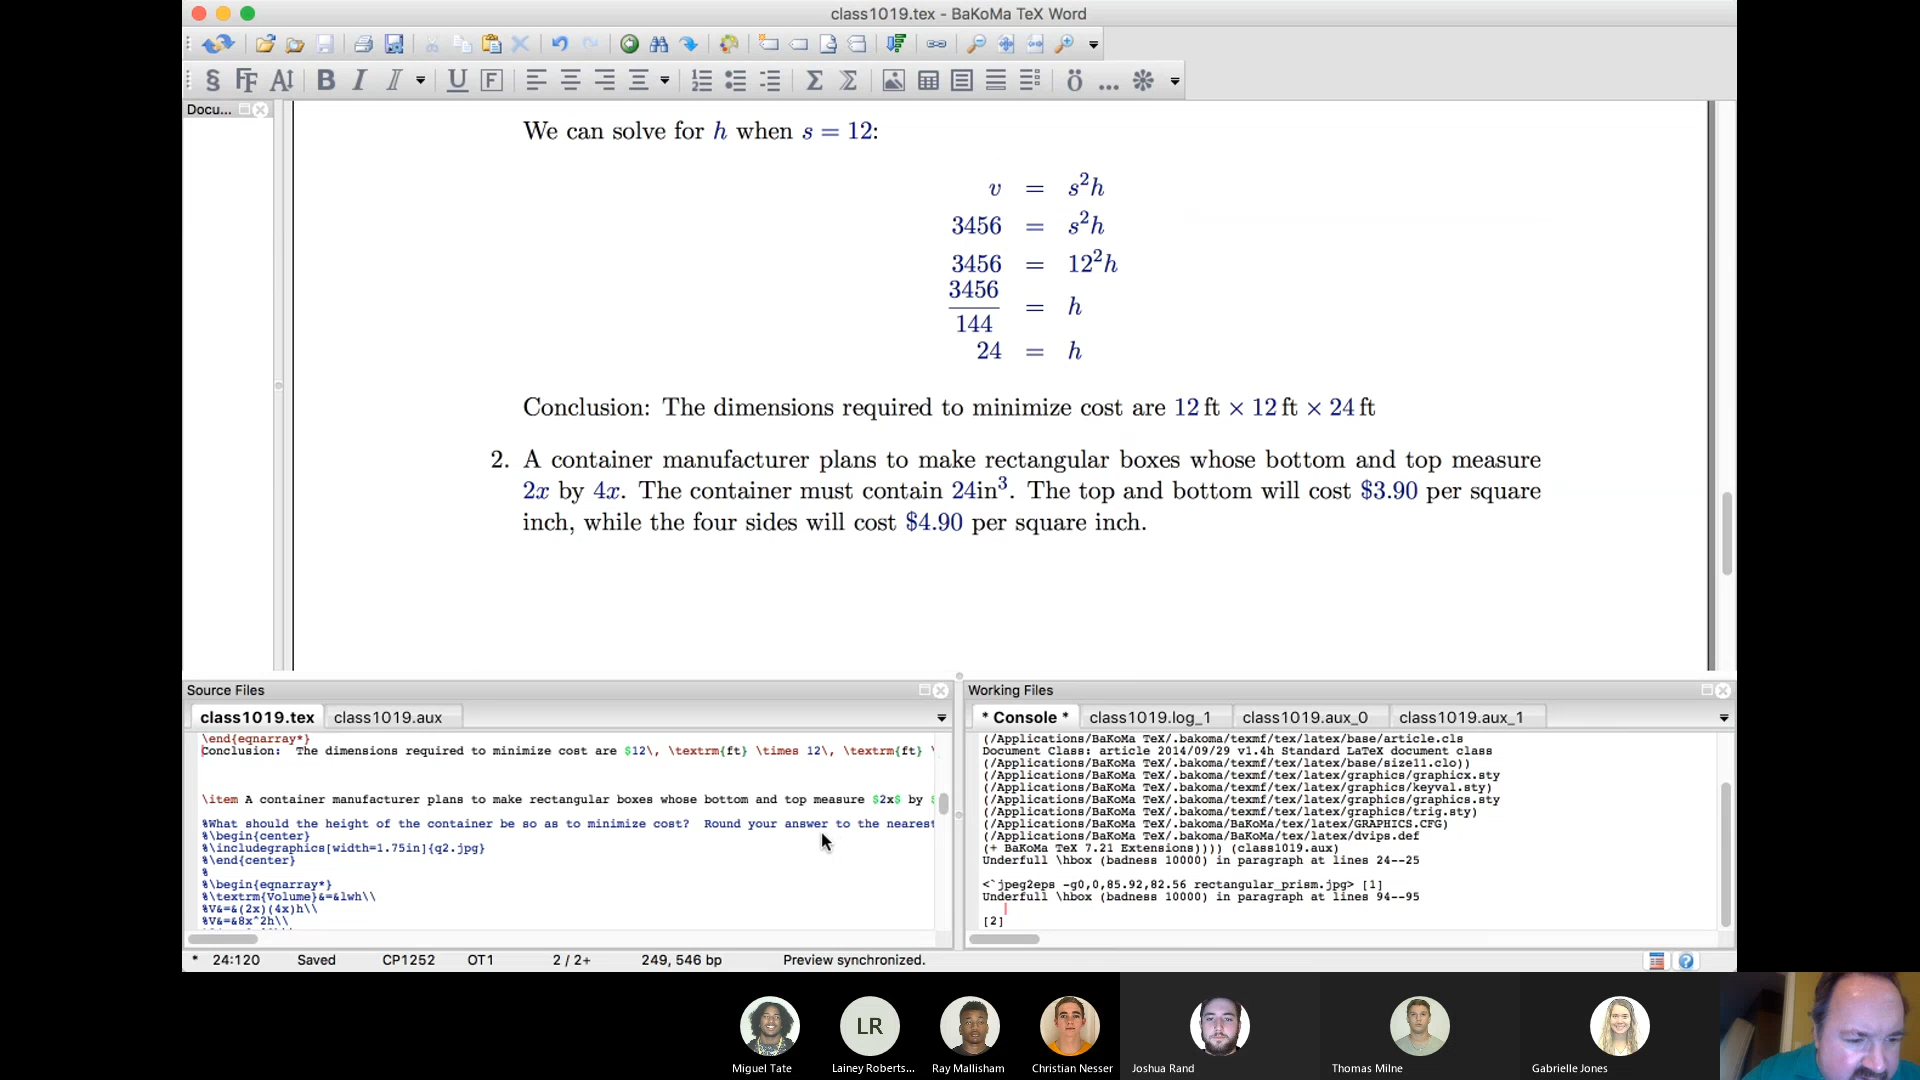 class1019.tex - BaKoMa TeX Word
Docu...
We can solve for h when s = 12:
v = s²h
3456 = s²h
3456 = 12²h
3456
144
= h
24 = h
Conclusion: The dimensions required to minimize cost are 12 ft × 12 ft × 24 ft
2. A container manufacturer plans to make rectangular boxes whose bottom and top measure
2x by 4x. The container must contain 24in³. The top and bottom will cost $3.90 per square
inch, while the four sides will cost $4.90 per square inch.
Source Files
class1019.tex class1019.aux
\end{eqnarray*}
Conclusion: The dimensions required to minimize cost are $12\, \textrm{ft} \times 12\, \textrm{ft} \
\item A container manufacturer plans to make rectangular boxes whose bottom and top measure $2x$ by $
%What should the height of the container be so as to minimize cost? Round your answer to the nearest
%\begin{center}
%\includegraphics[width=1.75in]{q2.jpg}
%\end{center}
%
%\begin{eqnarray*}
%\textrm{Volume}&=&lwh\\
%V&=&(2x)(4x)h\\
%V&=&8x^2h\\
Working Files
* Console * class1019.log_1 class1019.aux_0 class1019.aux_1
(/Applications/BaKoMa TeX/.bakoma/texmf/tex/latex/base/article.cls
Document Class: article 2014/09/29 v1.4h Standard LaTeX document class
(/Applications/BaKoMa TeX/.bakoma/texmf/tex/latex/base/size11.clo))
(/Applications/BaKoMa TeX/.bakoma/texmf/tex/latex/graphics/graphicx.sty
(/Applications/BaKoMa TeX/.bakoma/texmf/tex/latex/graphics/keyval.sty)
(/Applications/BaKoMa TeX/.bakoma/texmf/tex/latex/graphics/graphics.sty
(/Applications/BaKoMa TeX/.bakoma/texmf/tex/latex/graphics/trig.sty)
(/Applications/BaKoMa TeX/.bakoma/texmf/tex/latex/GRAPHICS.CFG)
(/Applications/BaKoMa TeX/.bakoma/BaKoMa/tex/latex/dvips.def
(+ BaKoMa TeX 7.21 Extensions)))) (class1019.aux)
Underfull \hbox (badness 10000) in paragraph at lines 24--25
<`jpeg2eps -g0,0,85.92,82.56 rectangular_prism.jpg> [1]
Underfull \hbox (badness 10000) in paragraph at lines 94--95
[2]
* 24:120 Saved CP1252 OT1 2 / 2+ 249, 546 bp Preview synchronized.
LR
Miguel Tate Lainey Roberts... Ray Mallisham Christian Nesser Joshua Rand Thomas Milne Gabrielle Jones